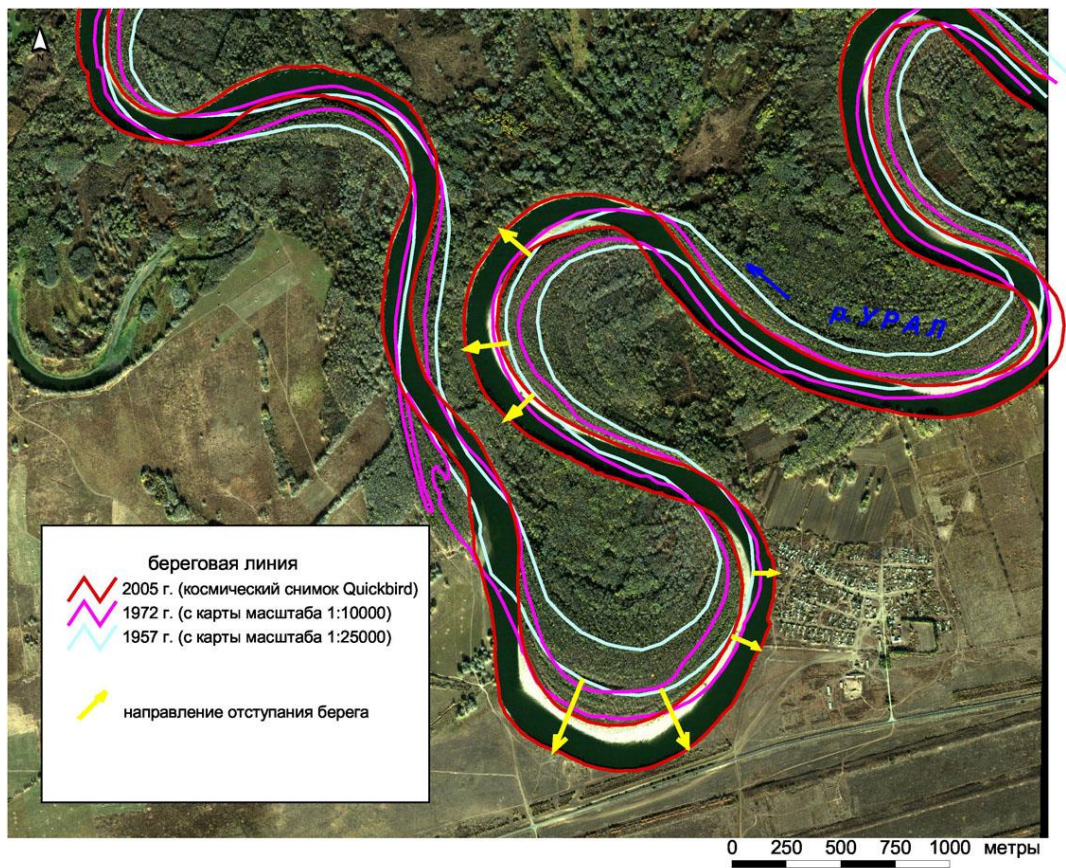 р. УРАЛ
береговая линия
2005 г. (космический снимок Quickbird)
1972 г. (с карты масштаба 1:10000)
1957 г. (с карты масштаба 1:25000)
направление отступания берега
0 250 500 750 1000 метры